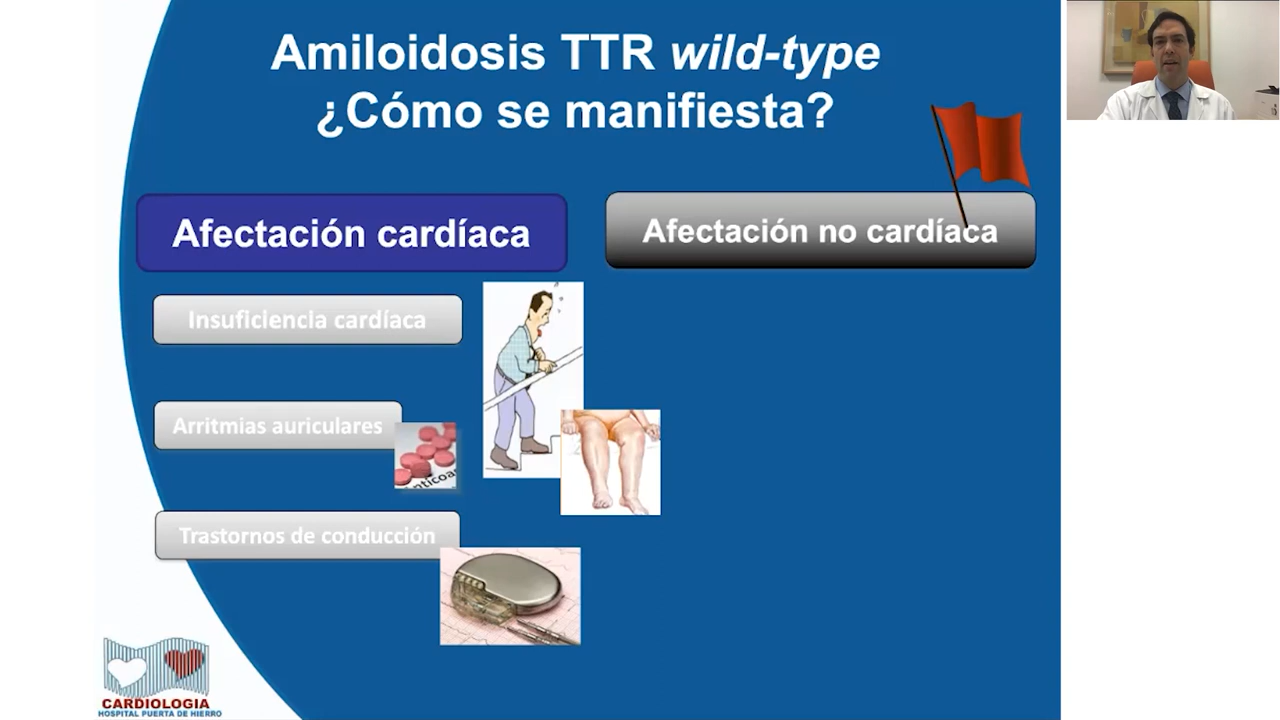 Amiloidosis TTR wild-type
¿Cómo se manifiesta?
Afectación cardíaca
Afectación no cardíaca
Insuficiencia cardíaca
Arritmias auriculares
Trastornos de conducción
CARDIOLOGIA
HOSPITAL PUERTA DE HIERRO